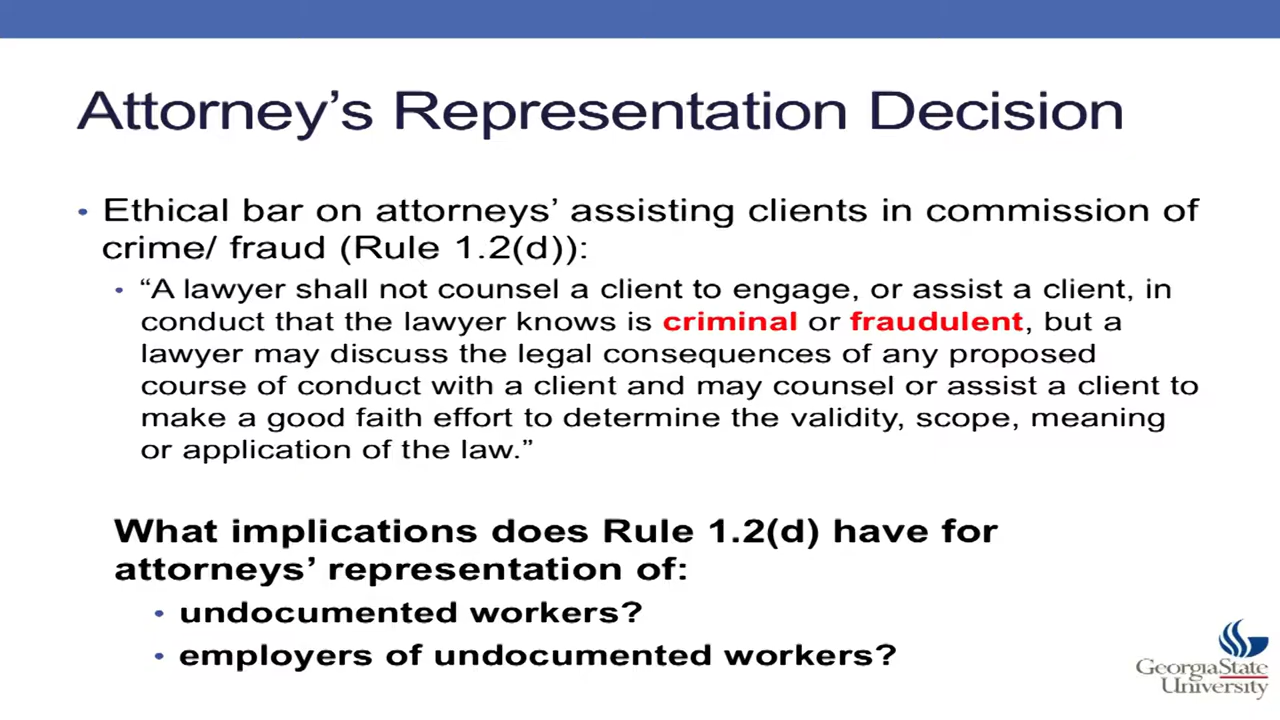 Attorney’s Representation Decision
• Ethical bar on attorneys’ assisting clients in commission of
crime/ fraud (Rule 1.2(d)):
• “A lawyer shall not counsel a client to engage, or assist a client, in
conduct that the lawyer knows is criminal or fraudulent, but a
lawyer may discuss the legal consequences of any proposed
course of conduct with a client and may counsel or assist a client to
make a good faith effort to determine the validity, scope, meaning
or application of the law.”
What implications does Rule 1.2(d) have for
attorneys’ representation of:
• undocumented workers?
• employers of undocumented workers?
GeorgiaState
University